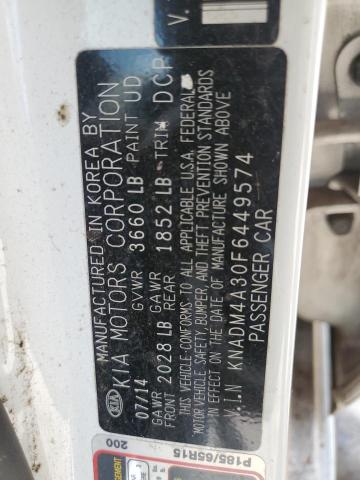 MANUFACTURED IN KOREA BY
KIA KIA MOTORS CORPORATION
07/14 GVWR 3660 LB PAINT UD
GAWR FRONT 2028 LB GAWR REAR 1852 LB TRIM DCP
THIS VEHICLE CONFORMS TO ALL APPLICABLE U.S.A. FEDERAL
MOTOR VEHICLE SAFETY, BUMPER, AND THEFT PREVENTION STANDARDS
IN EFFECT ON THE DATE OF MANUFACTURE SHOWN ABOVE
V.I.N KNADM4A30F6449574
PASSENGER CAR
P185/65R15
200